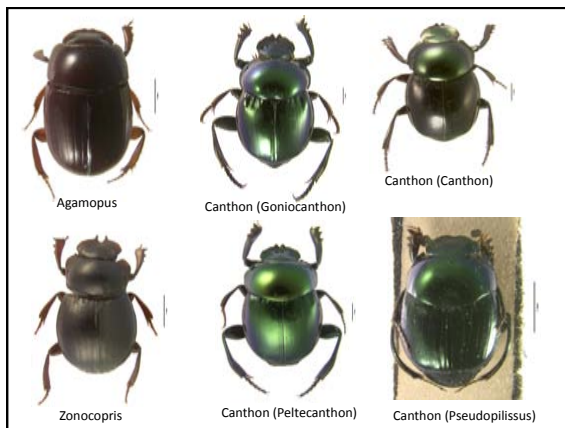 Agamopus
Canthon (Goniocanthon)
Canthon (Canthon)
Zonocopris
Canthon (Peltecanthon)
Canthon (Pseudopilissus)